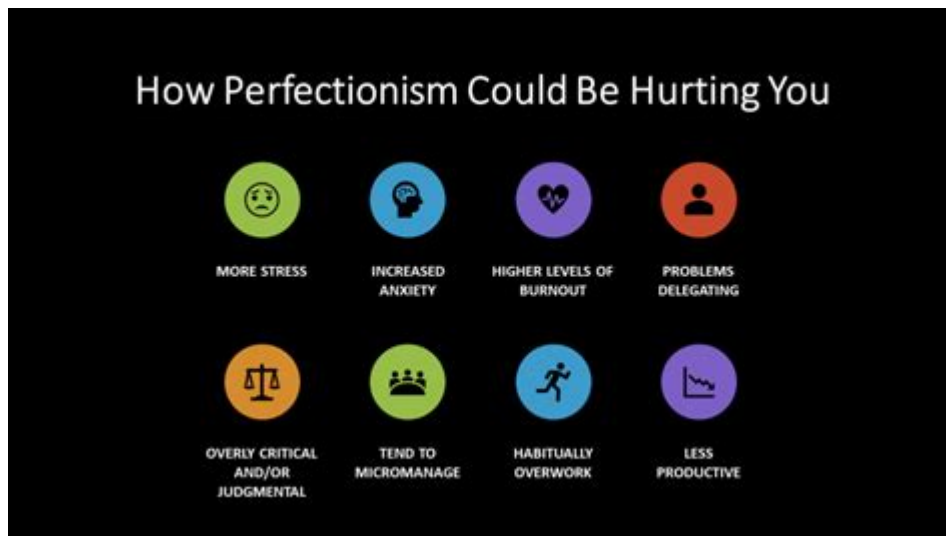 How Perfectionism Could Be Hurting You
MORE STRESS
INCREASED
ANXIETY
HIGHER LEVELS OF
BURNOUT
PROBLEMS
DELEGATING
OVERLY CRITICAL
AND/OR
JUDGMENTAL
TEND TO
MICROMANAGE
HABITUALLY
OVERWORK
LESS
PRODUCTIVE